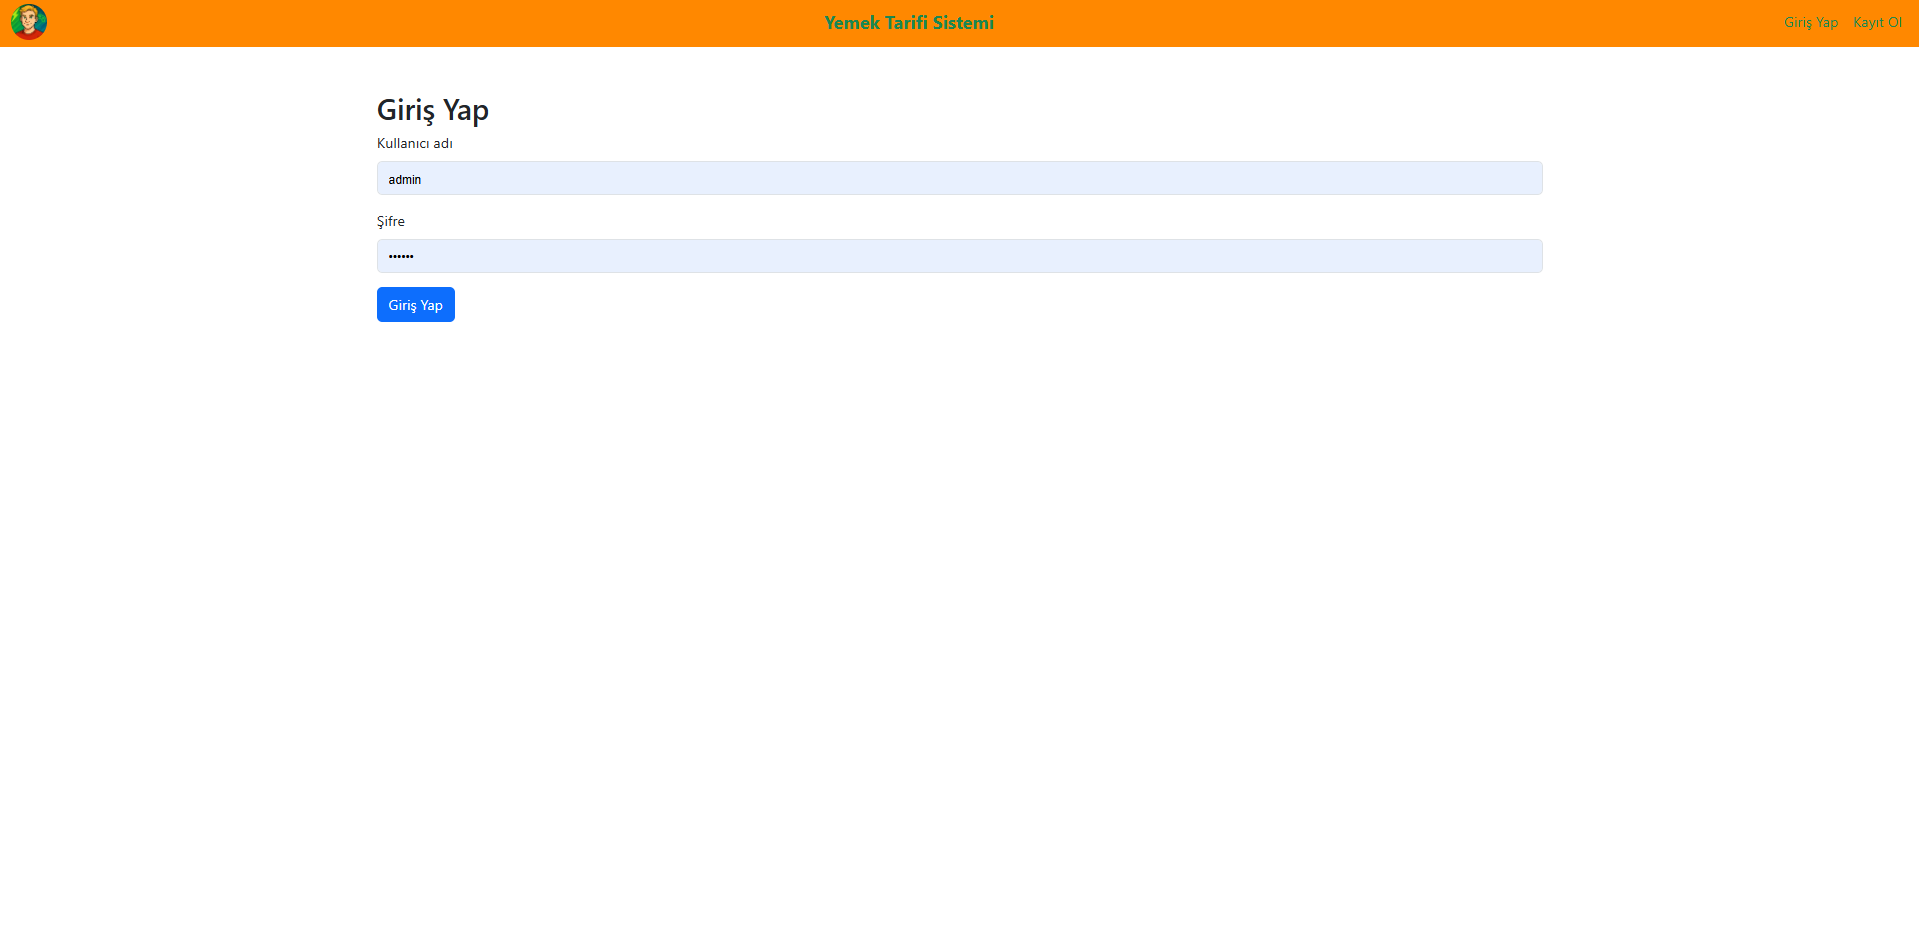 Yemek Tarifi Sistemi
Giriş Yap Kayıt Ol
Giriş Yap
Kullanıcı adı
admin
Şifre
••••••
Giriş Yap